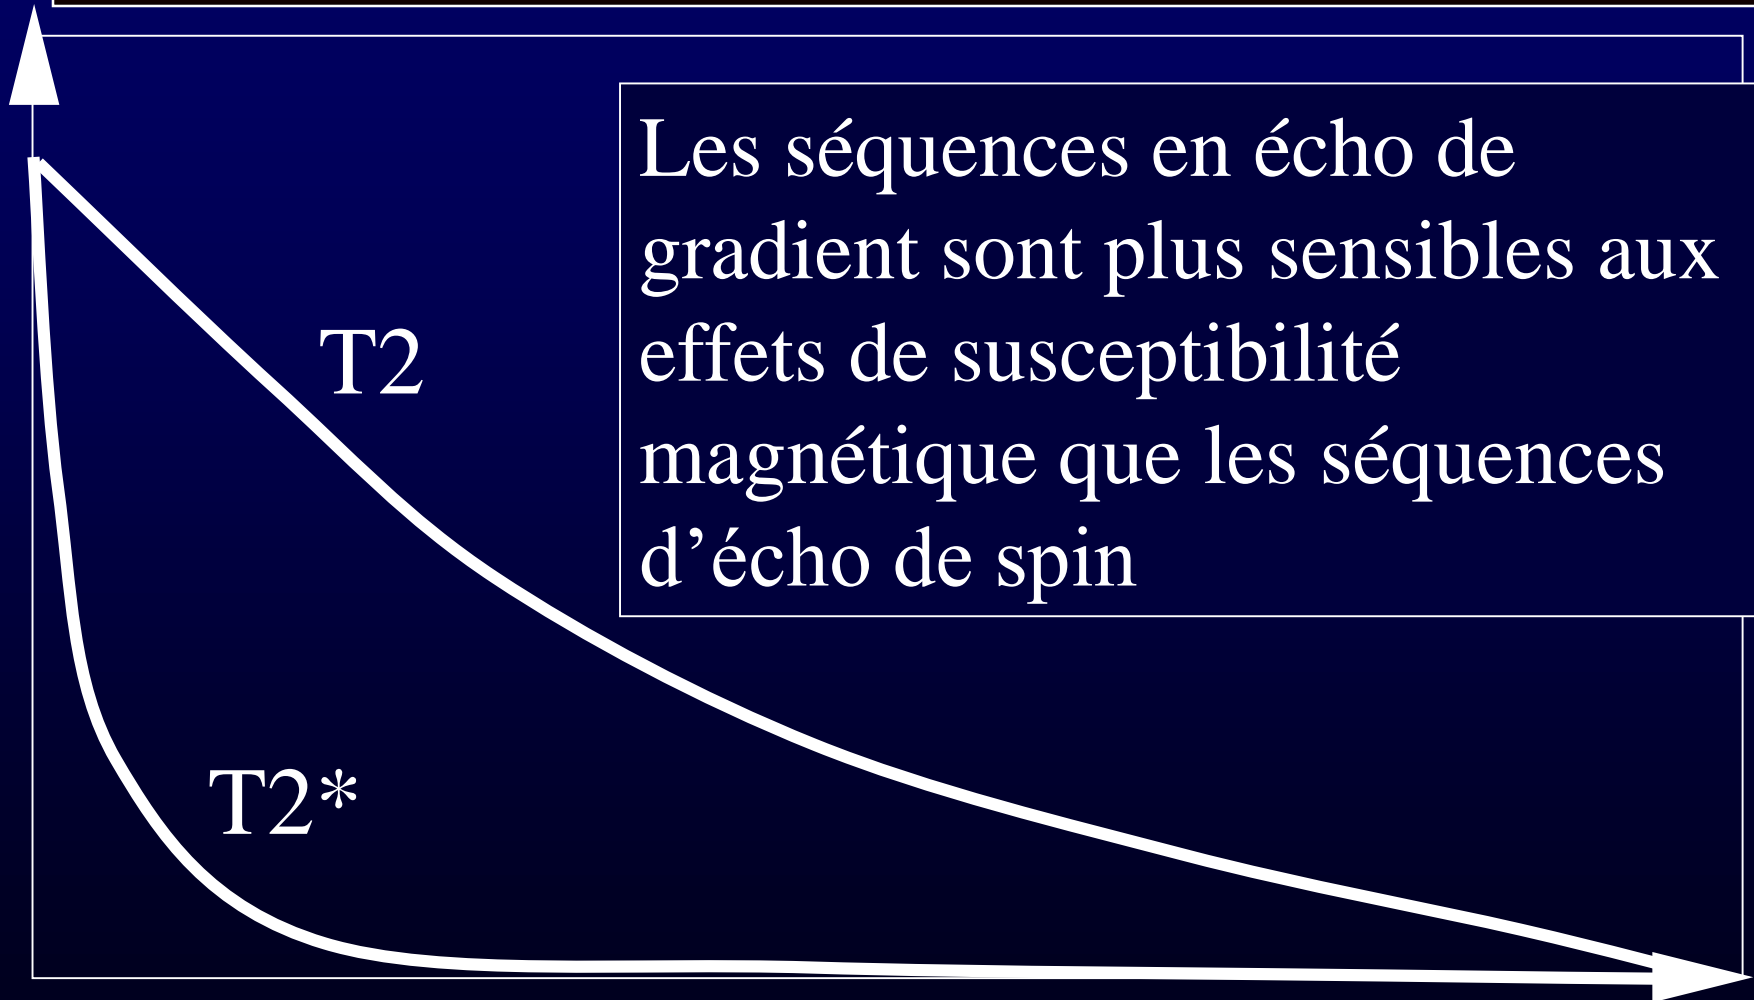 Les séquences en écho de
gradient sont plus sensibles aux
effets de susceptibilité
magnétique que les séquences
d’écho de spin
T2
T2*